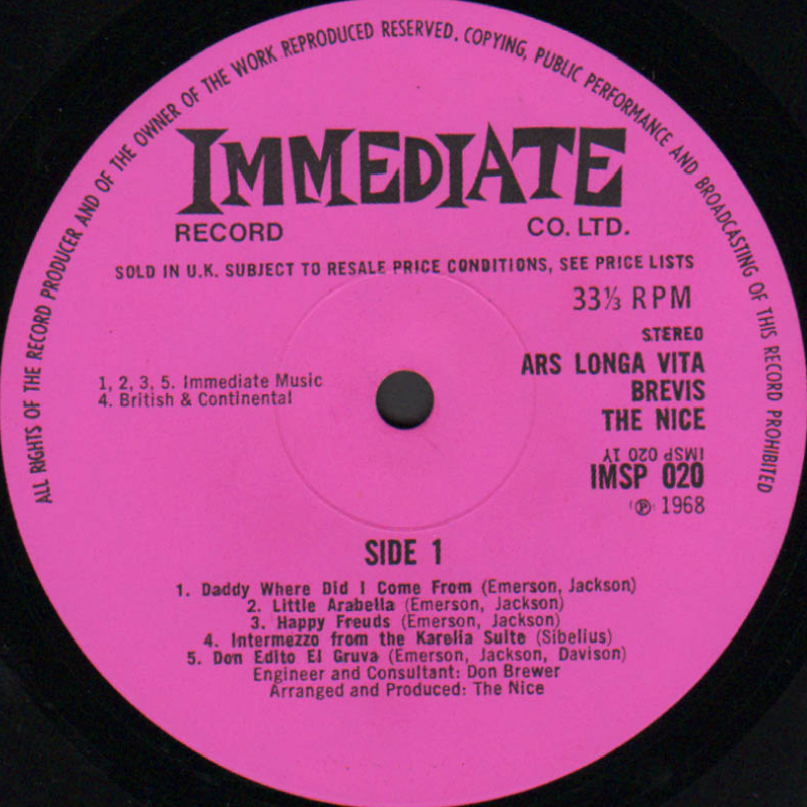 ALL RIGHTS OF THE RECORD PRODUCER AND OF THE OWNER OF THE WORK REPRODUCED RESERVED. COPYING, PUBLIC PERFORMANCE AND BROADCASTING OF THIS RECORD PROHIBITED
IMMEDIATE
RECORD CO. LTD.
SOLD IN U.K. SUBJECT TO RESALE PRICE CONDITIONS, SEE PRICE LISTS
33⅓ RPM
STEREO
ARS LONGA VITA
BREVIS
THE NICE
1, 2, 3, 5. Immediate Music
4. British & Continental
IMSP 020 1Y
IMSP 020
(℗) 1968
SIDE 1
1. Daddy Where Did I Come From (Emerson, Jackson)
2. Little Arabella (Emerson, Jackson)
3. Happy Freuds (Emerson, Jackson)
4. Intermezzo from the Karelia Suite (Sibelius)
5. Don Edito El Gruva (Emerson, Jackson, Davison)
Engineer and Consultant: Don Brewer
Arranged and Produced: The Nice